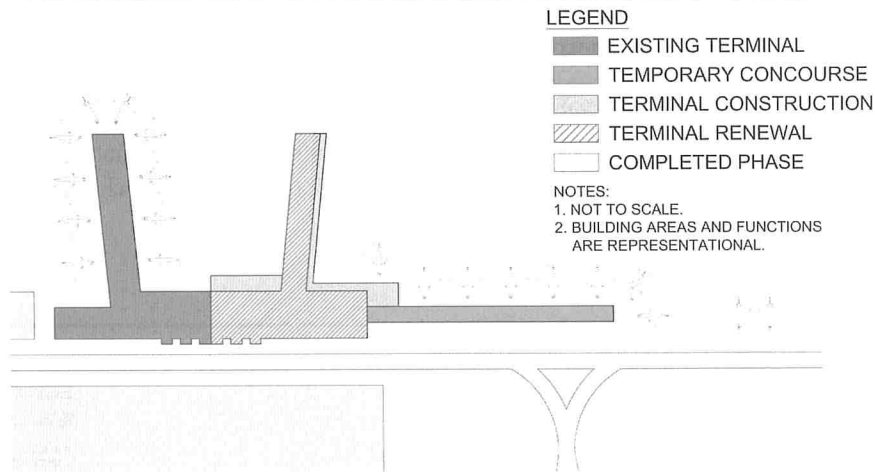 LEGEND
EXISTING TERMINAL
TEMPORARY CONCOURSE
TERMINAL CONSTRUCTION
TERMINAL RENEWAL
COMPLETED PHASE
NOTES:
1. NOT TO SCALE.
2. BUILDING AREAS AND FUNCTIONS
ARE REPRESENTATIONAL.